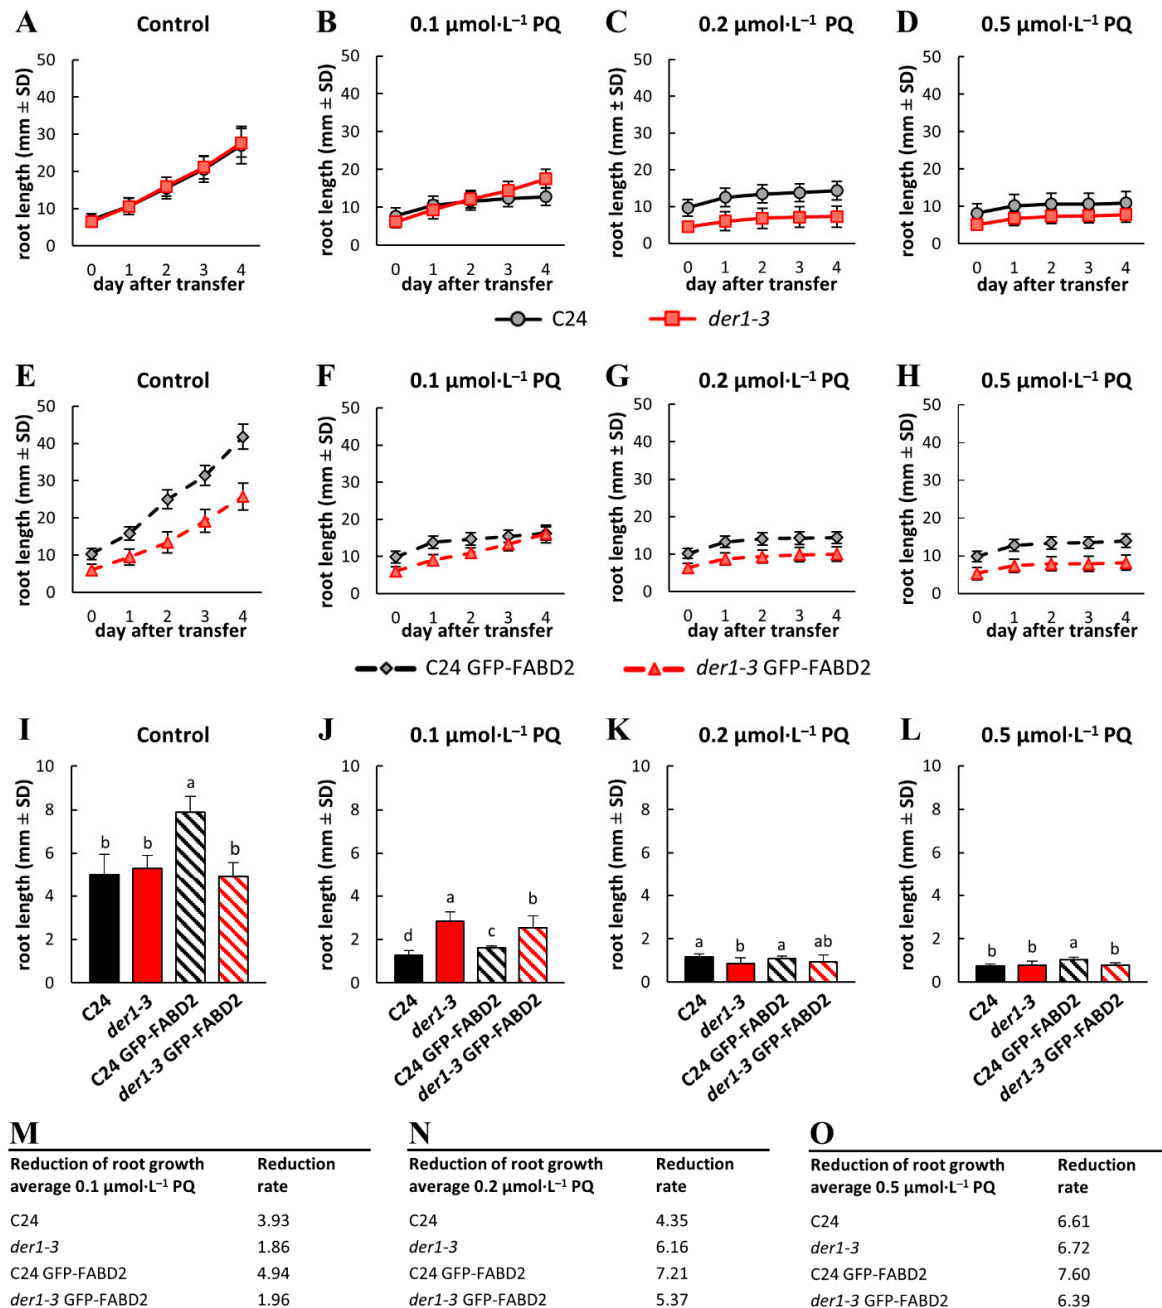 A Control
B 0.1 µmol·L⁻¹ PQ
C 0.2 µmol·L⁻¹ PQ
D 0.5 µmol·L⁻¹ PQ
root length (mm ± SD)
50
40
30
20
10
0
0 1 2 3 4
day after transfer
root length (mm ± SD)
50
40
30
20
10
0
0 1 2 3 4
day after transfer
root length (mm ± SD)
50
40
30
20
10
0
0 1 2 3 4
day after transfer
root length (mm ± SD)
50
40
30
20
10
0
0 1 2 3 4
day after transfer
C24 der1-3
E Control
F 0.1 µmol·L⁻¹ PQ
G 0.2 µmol·L⁻¹ PQ
H 0.5 µmol·L⁻¹ PQ
root length (mm ± SD)
50
40
30
20
10
0
0 1 2 3 4
day after transfer
root length (mm ± SD)
50
40
30
20
10
0
0 1 2 3 4
day after transfer
root length (mm ± SD)
50
40
30
20
10
0
0 1 2 3 4
day after transfer
root length (mm ± SD)
50
40
30
20
10
0
0 1 2 3 4
day after transfer
C24 GFP-FABD2 der1-3 GFP-FABD2
I Control
J 0.1 µmol·L⁻¹ PQ
K 0.2 µmol·L⁻¹ PQ
L 0.5 µmol·L⁻¹ PQ
root length (mm ± SD)
10
8
6
4
2
0
b b a b
C24
der1-3
C24 GFP-FABD2
der1-3 GFP-FABD2
root length (mm ± SD)
10
8
6
4
2
0
d a c b
C24
der1-3
C24 GFP-FABD2
der1-3 GFP-FABD2
root length (mm ± SD)
10
8
6
4
2
0
a b a ab
C24
der1-3
C24 GFP-FABD2
der1-3 GFP-FABD2
root length (mm ± SD)
10
8
6
4
2
0
b b a b
C24
der1-3
C24 GFP-FABD2
der1-3 GFP-FABD2
M
Reduction of root growth Reduction
average 0.1 µmol·L⁻¹ PQ rate
C24 3.93
der1-3 1.86
C24 GFP-FABD2 4.94
der1-3 GFP-FABD2 1.96
N
Reduction of root growth Reduction
average 0.2 µmol·L⁻¹ PQ rate
C24 4.35
der1-3 6.16
C24 GFP-FABD2 7.21
der1-3 GFP-FABD2 5.37
O
Reduction of root growth Reduction
average 0.5 µmol·L⁻¹ PQ rate
C24 6.61
der1-3 6.72
C24 GFP-FABD2 7.60
der1-3 GFP-FABD2 6.39